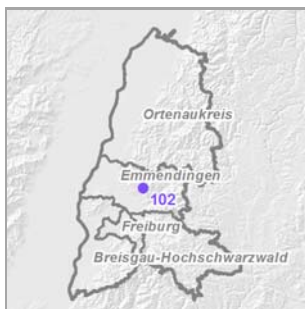 Ortenaukreis
Emmendingen
102
Freiburg
Breisgau-Hochschwarzwald